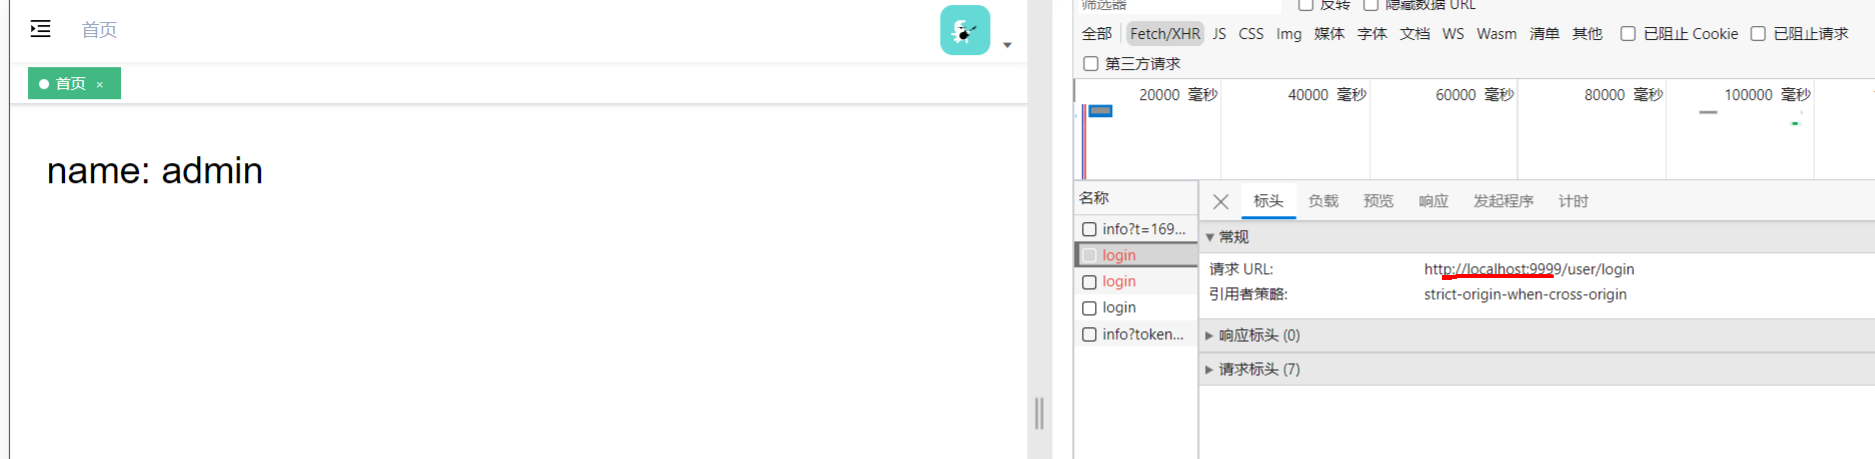 首页
首页 ×
name: admin
筛选器 反转 隐藏数据 URL
全部 Fetch/XHR JS CSS Img 媒体 字体 文档 WS Wasm 清单 其他 已阻止 Cookie 已阻止请求
第三方请求
20000 毫秒 40000 毫秒 60000 毫秒 80000 毫秒 100000 毫秒
名称
info?t=169...
login
login
login
info?token...
标头 负载 预览 响应 发起程序 计时
常规
请求 URL: http://localhost:9999/user/login
引用者策略: strict-origin-when-cross-origin
响应标头 (0)
请求标头 (7)